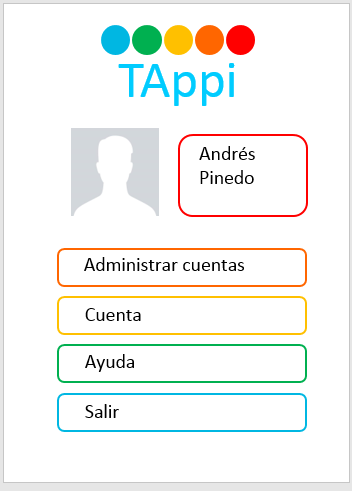 TAppi
Andrés
Pinedo
Administrar cuentas
Cuenta
Ayuda
Salir